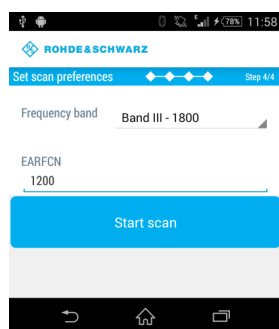 78% 11:58
ROHDE&SCHWARZ
Set scan preferences Step 4/4
Frequency band Band III - 1800
EARFCN
1200
Start scan